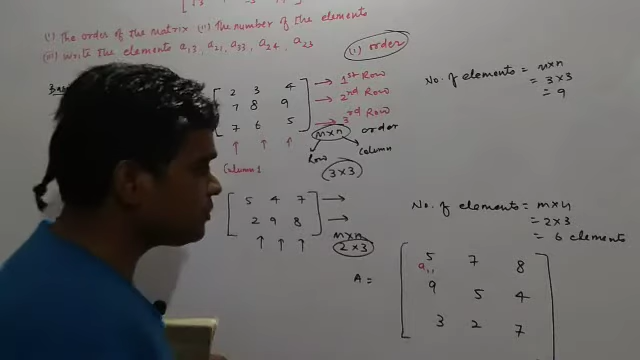 (i) The order of the matrix (ii) The number of the elements
(iii) Write the elements a13, a21, a33, a24, a23
(i) order
2 3 4 → 1st Row
7 8 9 → 2nd Row
7 6 5 → 3rd Row
↑ ↑ ↑
Column 1
m×n order
Row Column
3×3
No. of elements = m×n
= 3×3
= 9
5 4 7 →
2 9 8 →
↑ ↑ ↑
m×n
2×3
No. of elements = m×n
= 2×3
= 6 elements
A =
5 7 8
a11
9 5 4
3 2 7